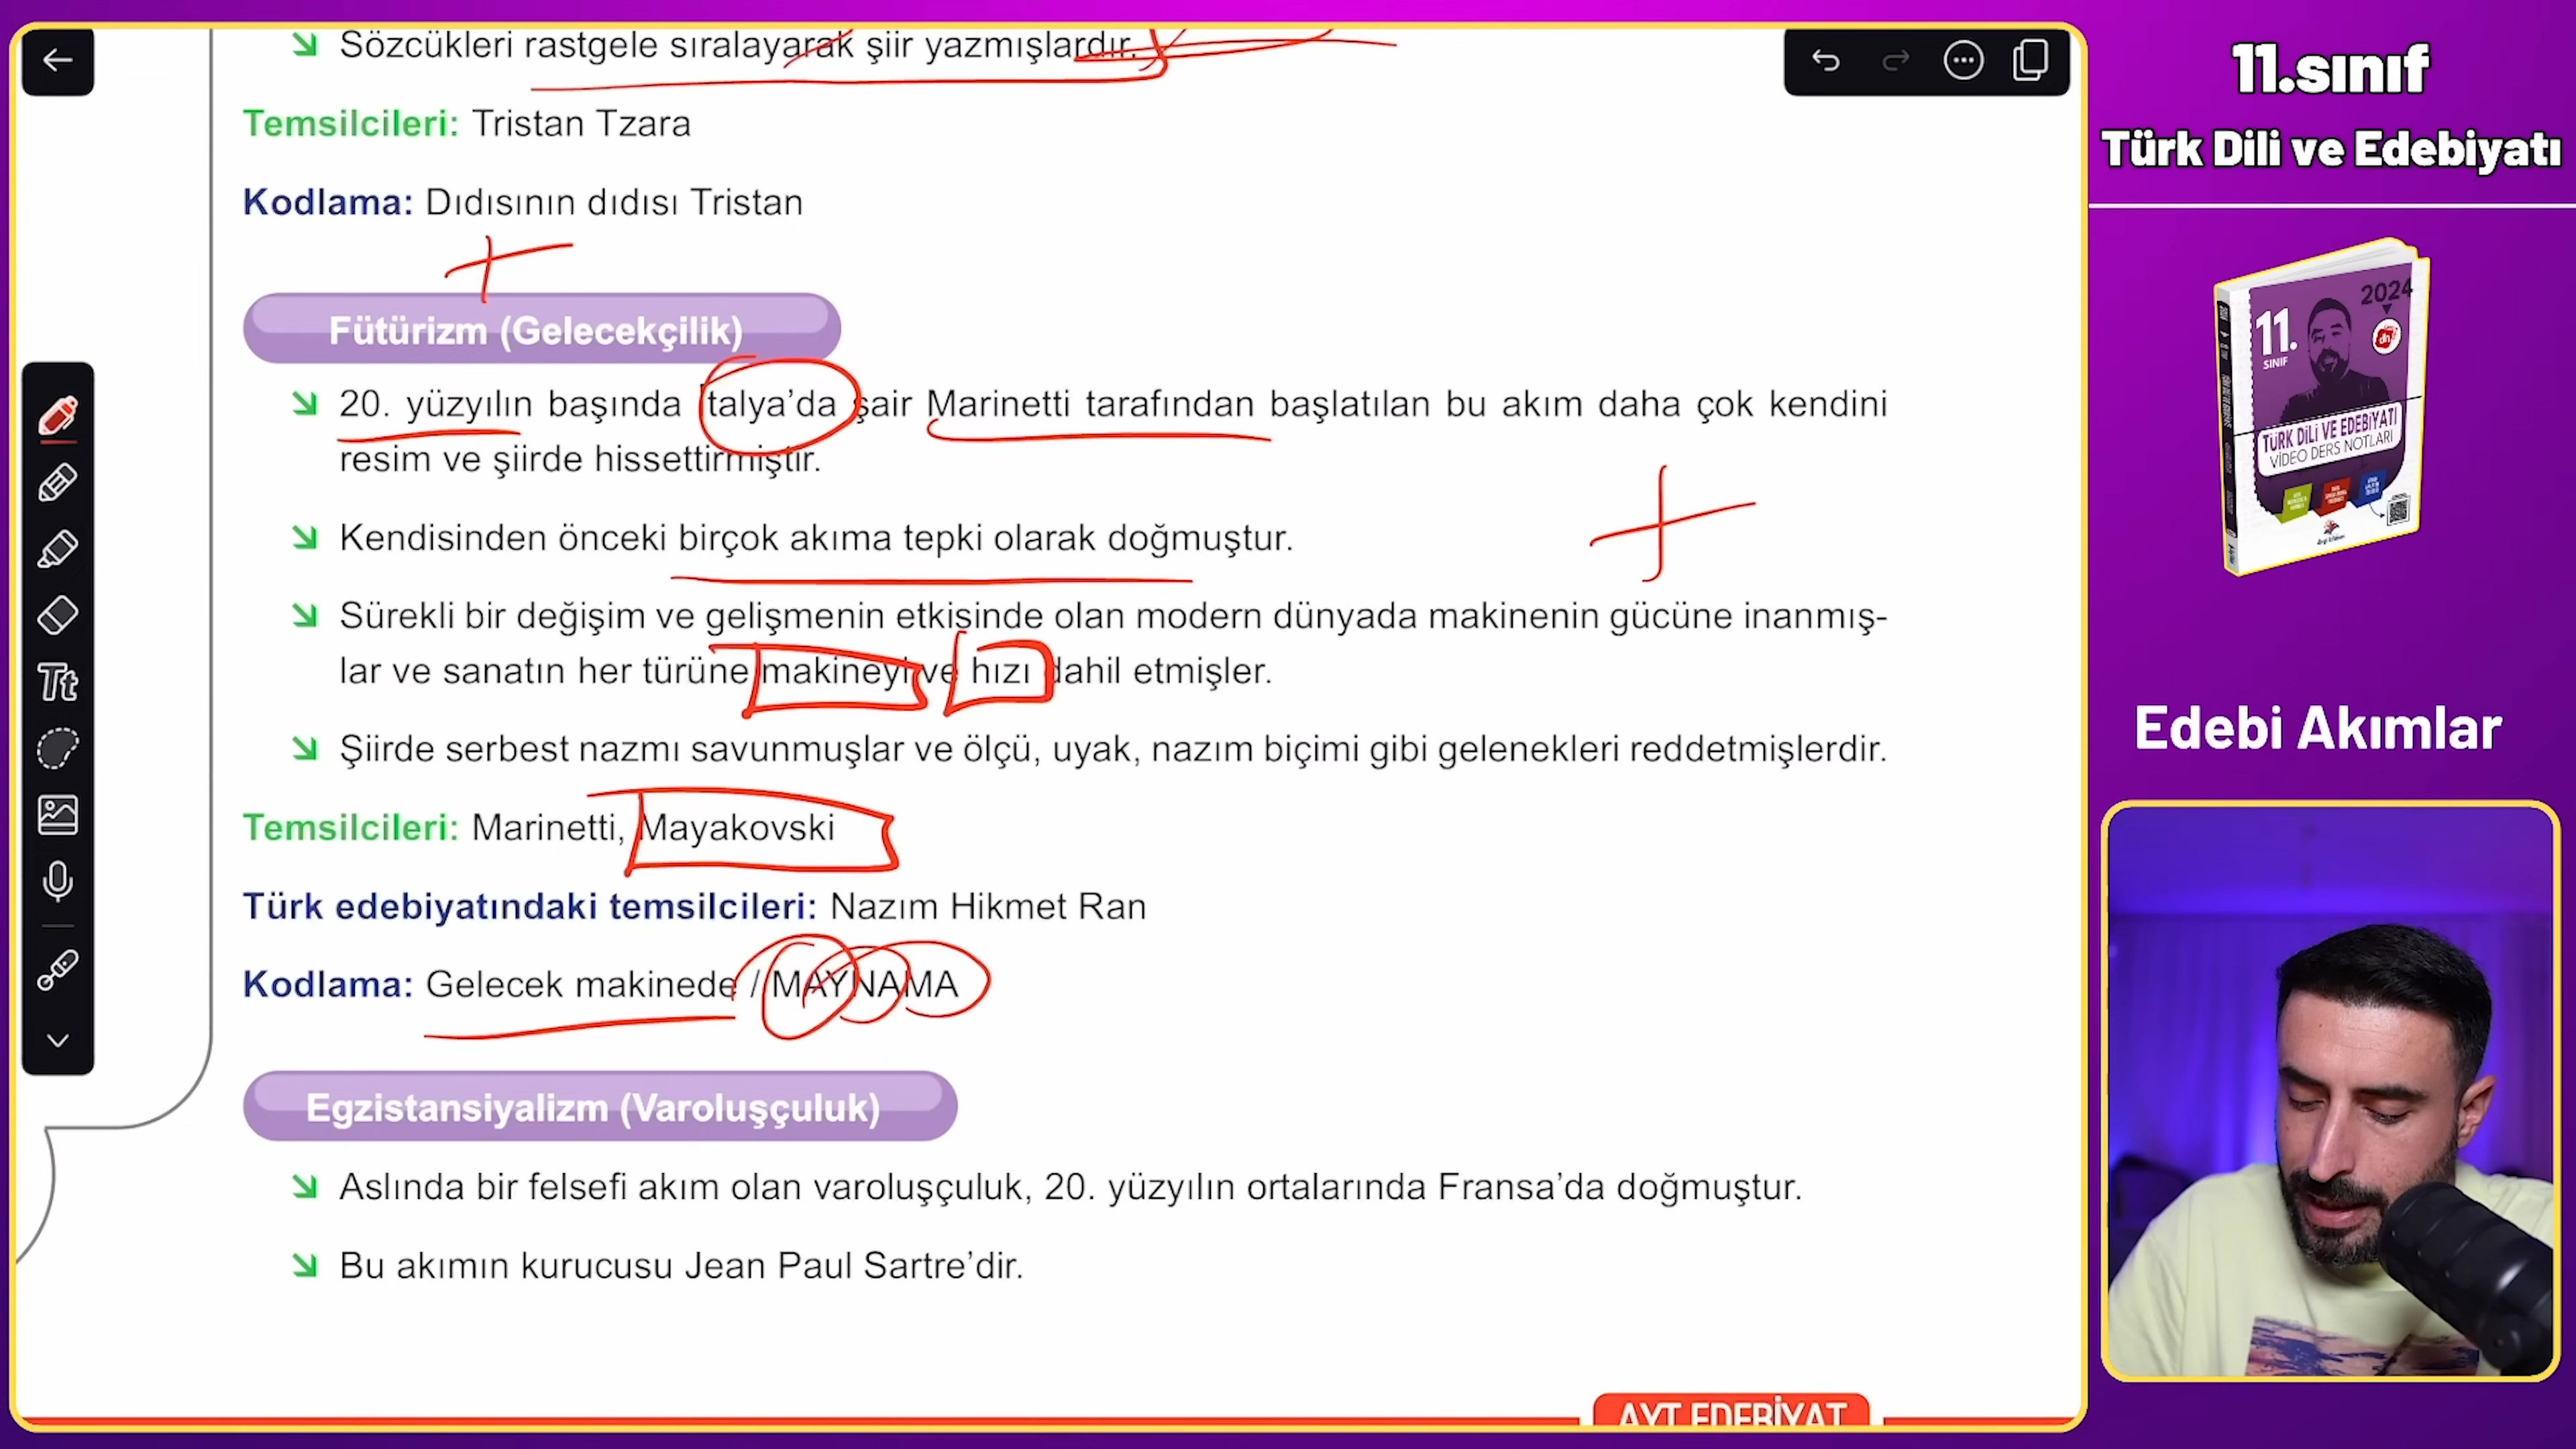 Sözcükleri rastgele sıralayarak şiir yazmışlardır.
Temsilcileri: Tristan Tzara
Kodlama: Dıdısının dıdısı Tristan
Fütürizm (Gelecekçilik)
20. yüzyılın başında İtalya’da şair Marinetti tarafından başlatılan bu akım daha çok kendini
resim ve şiirde hissettirmiştir.
Kendisinden önceki birçok akıma tepki olarak doğmuştur.
Sürekli bir değişim ve gelişmenin etkisinde olan modern dünyada makinenin gücüne inanmış-
lar ve sanatın her türüne makineyi ve hızı dahil etmişler.
Şiirde serbest nazmı savunmuşlar ve ölçü, uyak, nazım biçimi gibi gelenekleri reddetmişlerdir.
Temsilcileri: Marinetti, Mayakovski
Türk edebiyatındaki temsilcileri: Nazım Hikmet Ran
Kodlama: Gelecek makinede / MAYNAMA
Egzistansiyalizm (Varoluşçuluk)
Aslında bir felsefi akım olan varoluşçuluk, 20. yüzyılın ortalarında Fransa’da doğmuştur.
Bu akımın kurucusu Jean Paul Sartre’dir.
AYT EDEBİYAT
Tt
11.sınıf
Türk Dili ve Edebiyatı
2024
11.
SINIF
TÜRK DİLİ VE EDEBİYATI
VİDEO DERS NOTLARI
Edebi Akımlar